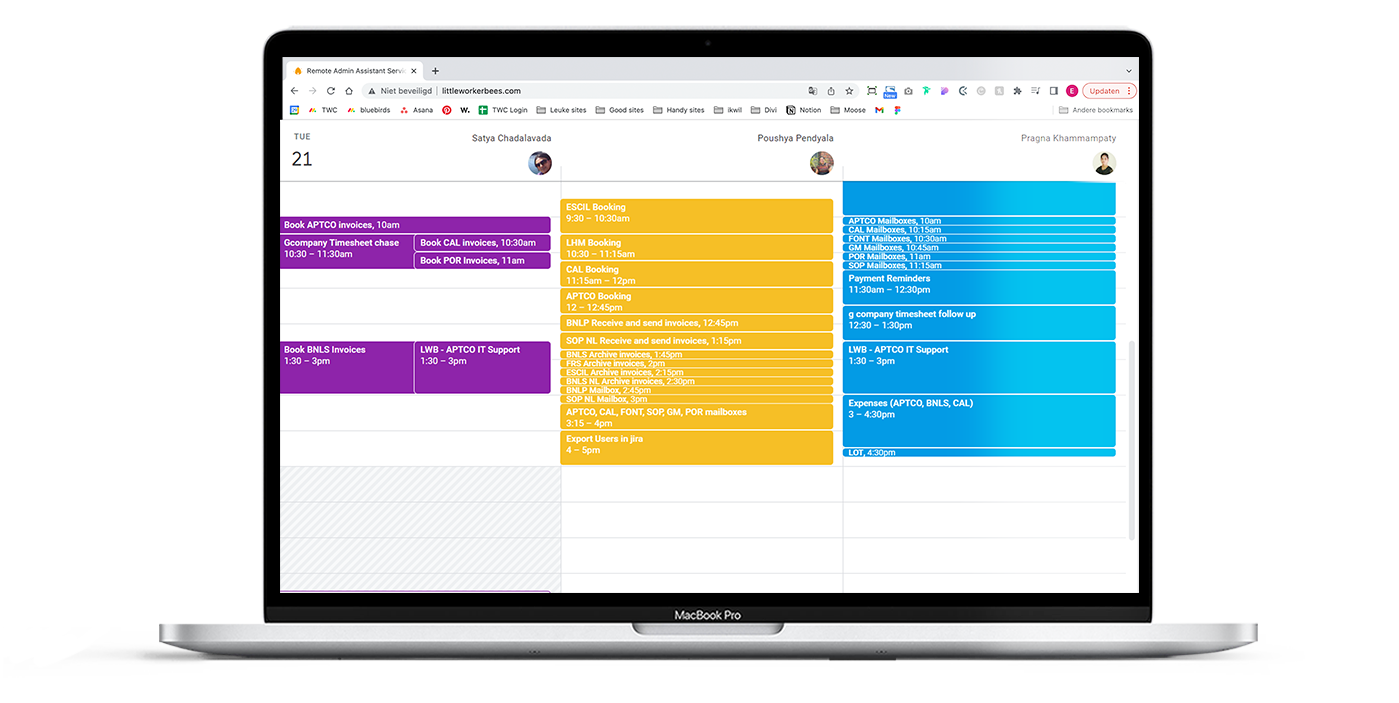 Remote Admin Assistant Servic
Niet beveiligd | littleworkerbees.com
New
E
Updaten
TWC
bluebirds
Asana
W.
TWC Login
Leuke sites
Good sites
Handy sites
ikwil
Divi
Notion
Moose
Andere bookmarks
TUE
21
Satya Chadalavada
Poushya Pendyala
Pragna Khammampaty
Book APTCO invoices, 10am
Gcompany Timesheet chase
10:30 – 11:30am
Book CAL invoices, 10:30am
Book POR Invoices, 11am
Book BNLS Invoices
1:30 – 3pm
LWB - APTCO IT Support
1:30 – 3pm
ESCIL Booking
9:30 – 10:30am
LHM Booking
10:30 – 11:15am
CAL Booking
11:15am – 12pm
APTCO Booking
12 – 12:45pm
BNLP Receive and send invoices, 12:45pm
SOP NL Receive and send invoices, 1:15pm
BNLS Archive invoices, 1:45pm
FRS Archive invoices, 2pm
ESCIL Archive invoices, 2:15pm
BNLS NL Archive Invoices, 2:30pm
BNLP Mailbox, 2:45pm
SOP NL Mailbox, 3pm
APTCO, CAL, FONT, SOP, GM, POR mailboxes
3:15 – 4pm
Export Users in jira
4 – 5pm
APTCO Mailboxes, 10am
CAL Mailboxes, 10:15am
FONT Mailboxes, 10:30am
GM Mailboxes, 10:45am
POR Mailboxes, 11am
SOP Mailboxes, 11:15am
Payment Reminders
11:30am – 12:30pm
g company timesheet follow up
12:30 – 1:30pm
LWB - APTCO IT Support
1:30 – 3pm
Expenses (APTCO, BNLS, CAL)
3 – 4:30pm
LOT, 4:30pm
MacBook Pro